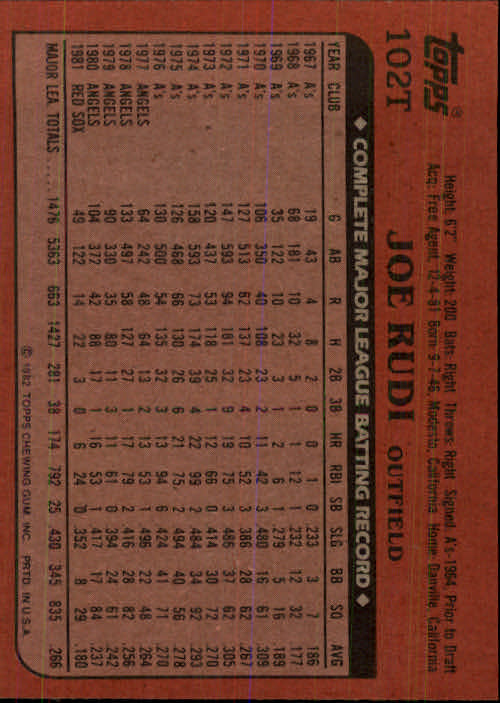 topps®
102T JOE RUDI OUTFIELD
Height: 6'2" Weight: 200 Bats: Right Throws: Right Signed: A's-1964, Prior to Draft
Acq: Free Agent, 12-4-81 Born: 9-7-46, Modesto, California Home: Danville, California
◆ COMPLETE MAJOR LEAGUE BATTING RECORD ◆
YEAR CLUB G AB R H 2B 3B HR RBI SB SLG BB SO AVG
1967 A's 19 43 4 8 2 0 0 1 0 .233 3 7 .186
1968 A's 68 181 10 32 5 1 1 12 1 .232 12 32 .177
1969 A's 35 122 10 23 3 1 2 6 1 .279 5 16 .189
1970 A's 106 350 40 108 23 2 11 42 3 .480 16 61 .309
1971 A's 127 513 62 137 23 4 10 52 3 .386 28 62 .267
1972 A's 147 593 94 181 32 9 19 75 3 .486 37 62 .305
1973 A's 120 437 53 118 25 1 12 66 0 .414 30 72 .270
1974 A's 158 593 73 174 39 4 22 99 2 .484 34 92 .293
1975 A's 126 468 66 130 26 6 21 75 2 .494 40 56 .278
1976 A's 130 500 54 135 32 3 13 94 6 .424 41 71 .270
1977 ANGELS 64 242 48 64 13 2 13 53 1 .496 22 48 .264
1978 ANGELS 133 497 58 127 27 1 17 79 2 .416 28 82 .256
1979 ANGELS 90 330 35 80 11 3 11 61 0 .394 24 61 .242
1980 ANGELS 104 372 42 88 17 1 16 53 1 .417 17 84 .237
1981 RED SOX 49 122 14 22 3 0 6 24 0 .352 8 29 .180
MAJOR LEA. TOTALS . . . . . 1476 5363 663 1427 281 38 174 792 25 .430 345 835 .266
© 1982 TOPPS CHEWING GUM, INC. PRTD. IN U.S.A.